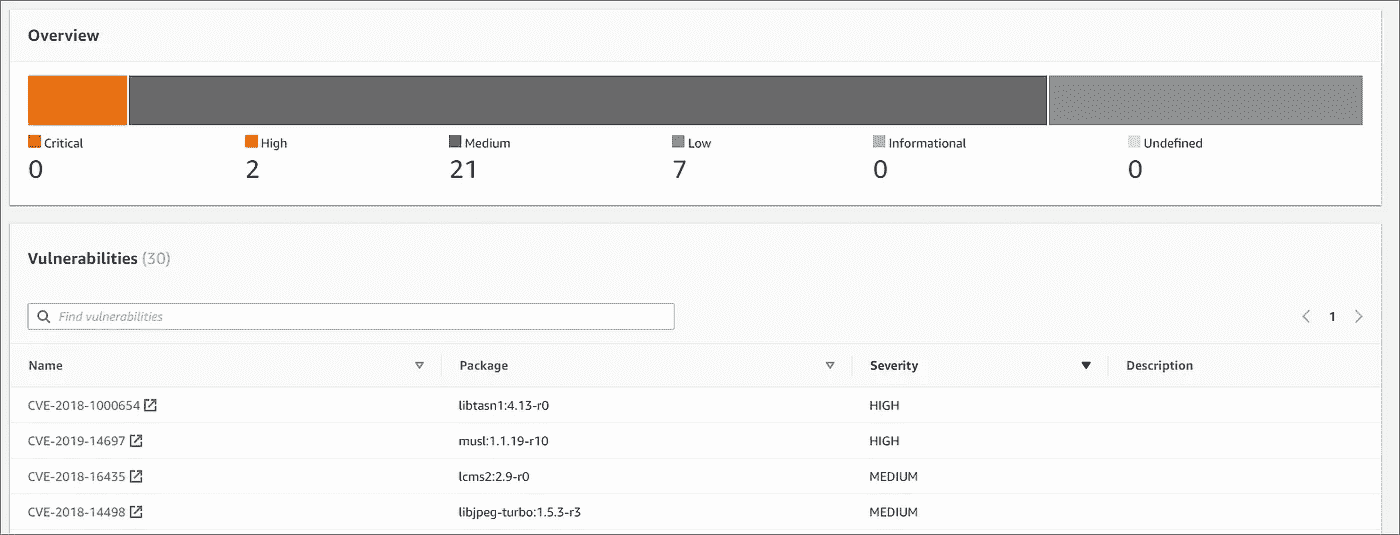 Overview
Critical High Medium Low Informational Undefined
0 2 21 7 0 0
Vulnerabilities (30)
Find vulnerabilities
1
Name Package Severity Description
CVE-2018-1000654 libtasn1:4.13-r0 HIGH
CVE-2019-14697 musl:1.1.19-r10 HIGH
CVE-2018-16435 lcms2:2.9-r0 MEDIUM
CVE-2018-14498 libjpeg-turbo:1.5.3-r3 MEDIUM